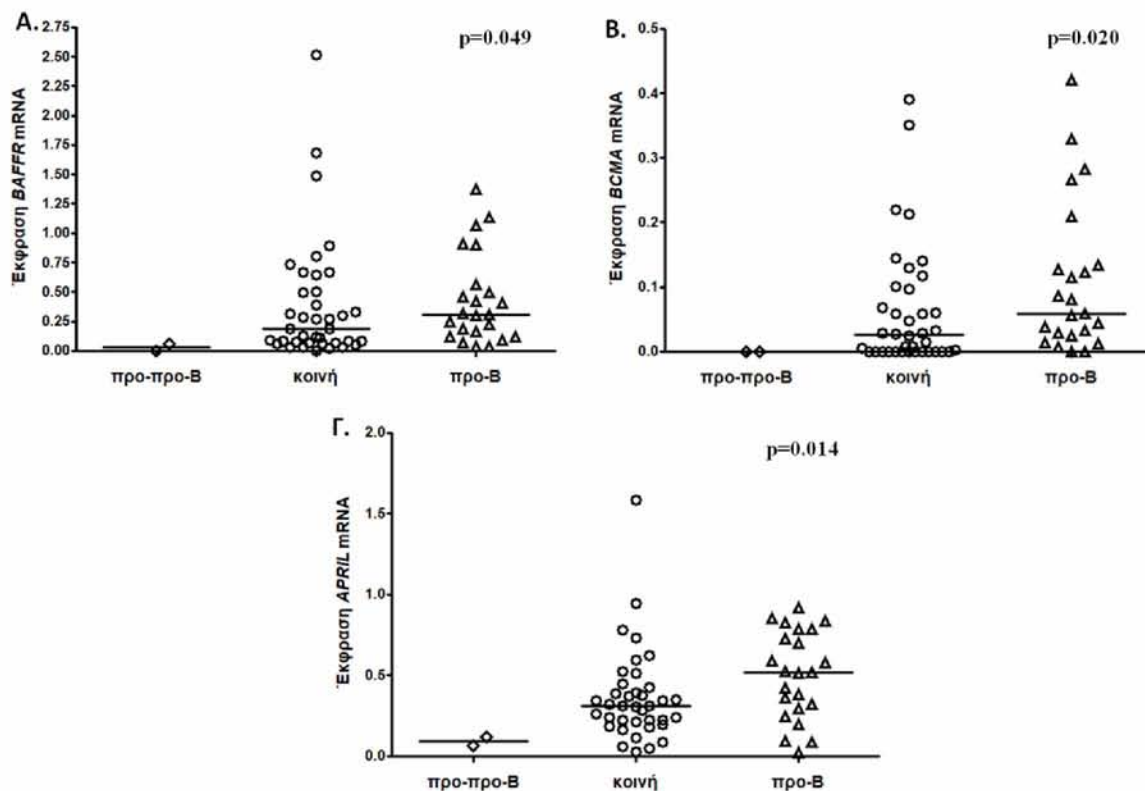 Α.
p=0.049
Έκφραση BAFFR mRNA
2.75
2.50
2.25
2.00
1.75
1.50
1.25
1.00
0.75
0.50
0.25
0.00
προ-προ-Β
κοινή
προ-Β
Β.
p=0.020
Έκφραση BCMA mRNA
0.5
0.4
0.3
0.2
0.1
0.0
προ-προ-Β
κοινή
προ-Β
Γ.
p=0.014
Έκφραση APRIL mRNA
2.0
1.5
1.0
0.5
0.0
προ-προ-Β
κοινή
προ-Β